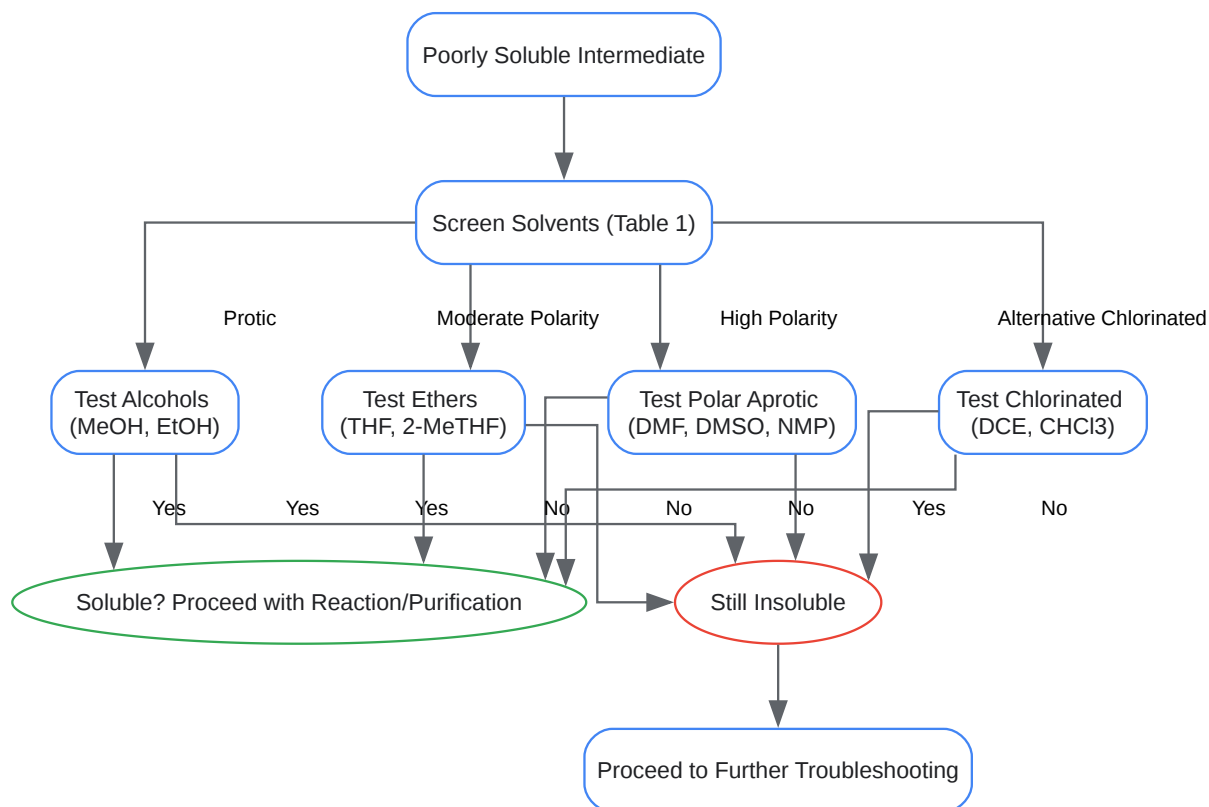 Poorly Soluble Intermediate
Screen Solvents (Table 1)
Protic
Moderate Polarity
High Polarity
Alternative Chlorinated
Test Alcohols
(MeOH, EtOH)
Test Ethers
(THF, 2-MeTHF)
Test Polar Aprotic
(DMF, DMSO, NMP)
Test Chlorinated
(DCE, CHCl3)
Yes
Yes
Yes
No
No
No
Yes
No
Soluble? Proceed with Reaction/Purification
Still Insoluble
Proceed to Further Troubleshooting